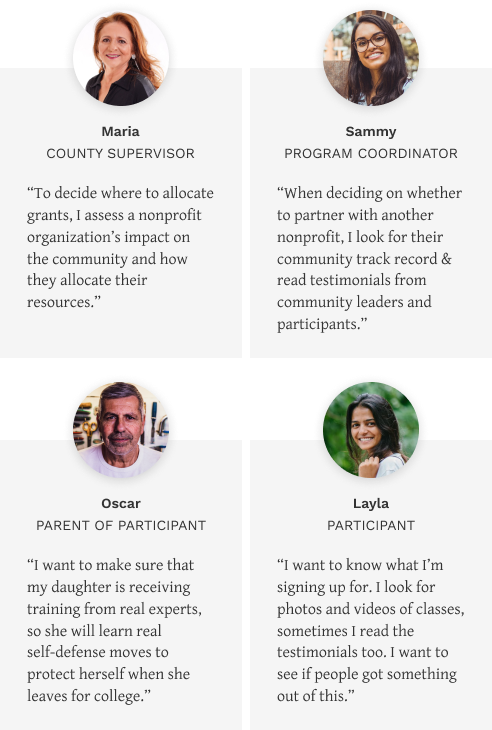 Maria
COUNTY SUPERVISOR
“To decide where to allocate
grants, I assess a nonprofit
organization’s impact on
the community and how
they allocate their
resources.”
Sammy
PROGRAM COORDINATOR
“When deciding on whether
to partner with another
nonprofit, I look for their
community track record &
read testimonials from
community leaders and
participants.”
Oscar
PARENT OF PARTICIPANT
“I want to make sure that
my daughter is receiving
training from real experts,
so she will learn real
self-defense moves to
protect herself when she
leaves for college.”
Layla
PARTICIPANT
“I want to know what I’m
signing up for. I look for
photos and videos of classes,
sometimes I read the
testimonials too. I want to
see if people got something
out of this.”